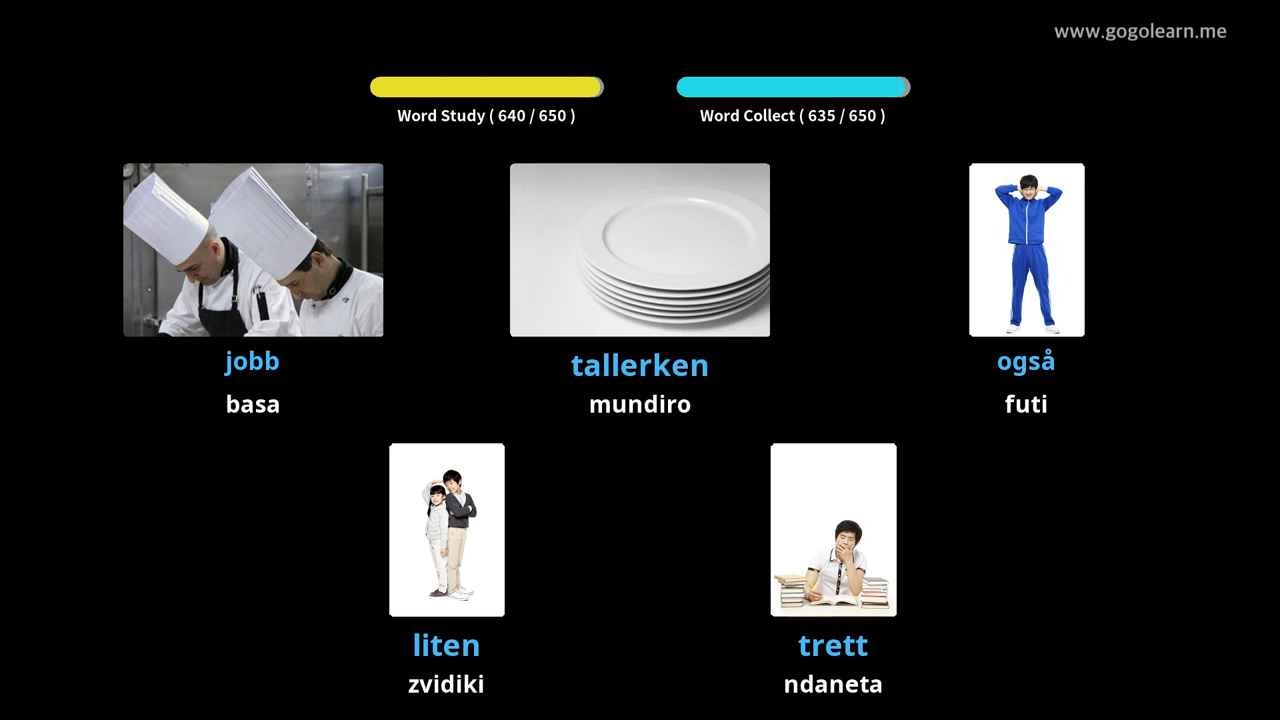 www.gogolearn.me
Word Study ( 640 / 650 )
Word Collect ( 635 / 650 )
jobb
tallerken
også
basa
mundiro
futi
liten
trett
zvidiki
ndaneta